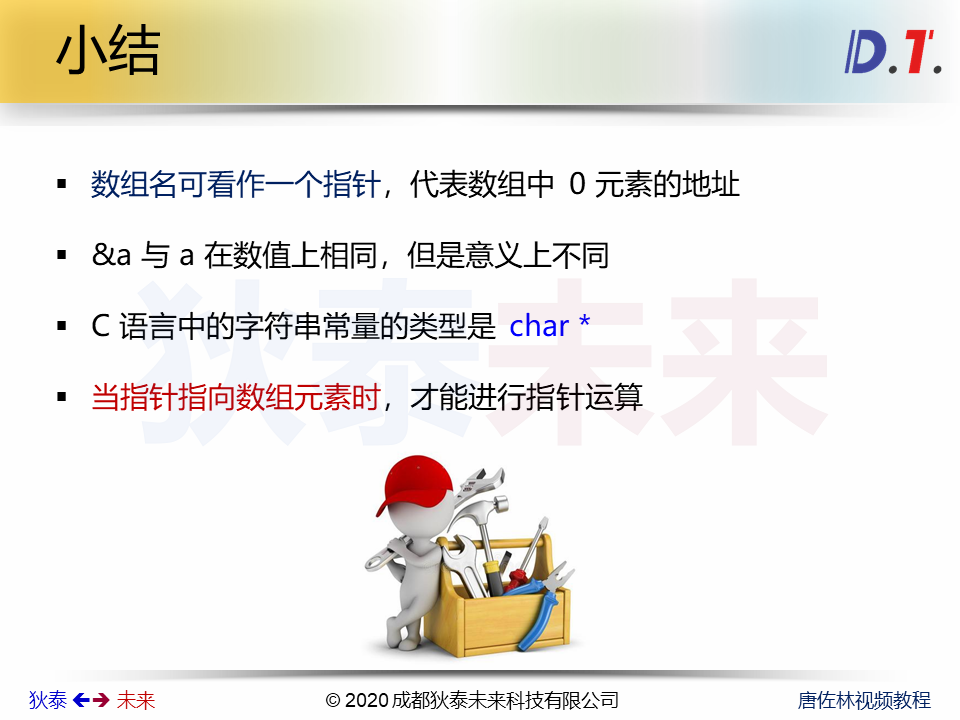 小结
D.T.
数组名可看作一个指针，代表数组中 0 元素的地址
&a 与 a 在数值上相同，但是意义上不同
C 语言中的字符串常量的类型是 char *
当指针指向数组元素时，才能进行指针运算
狄泰未来
狄泰 未来
© 2020 成都狄泰未来科技有限公司
唐佐林视频教程